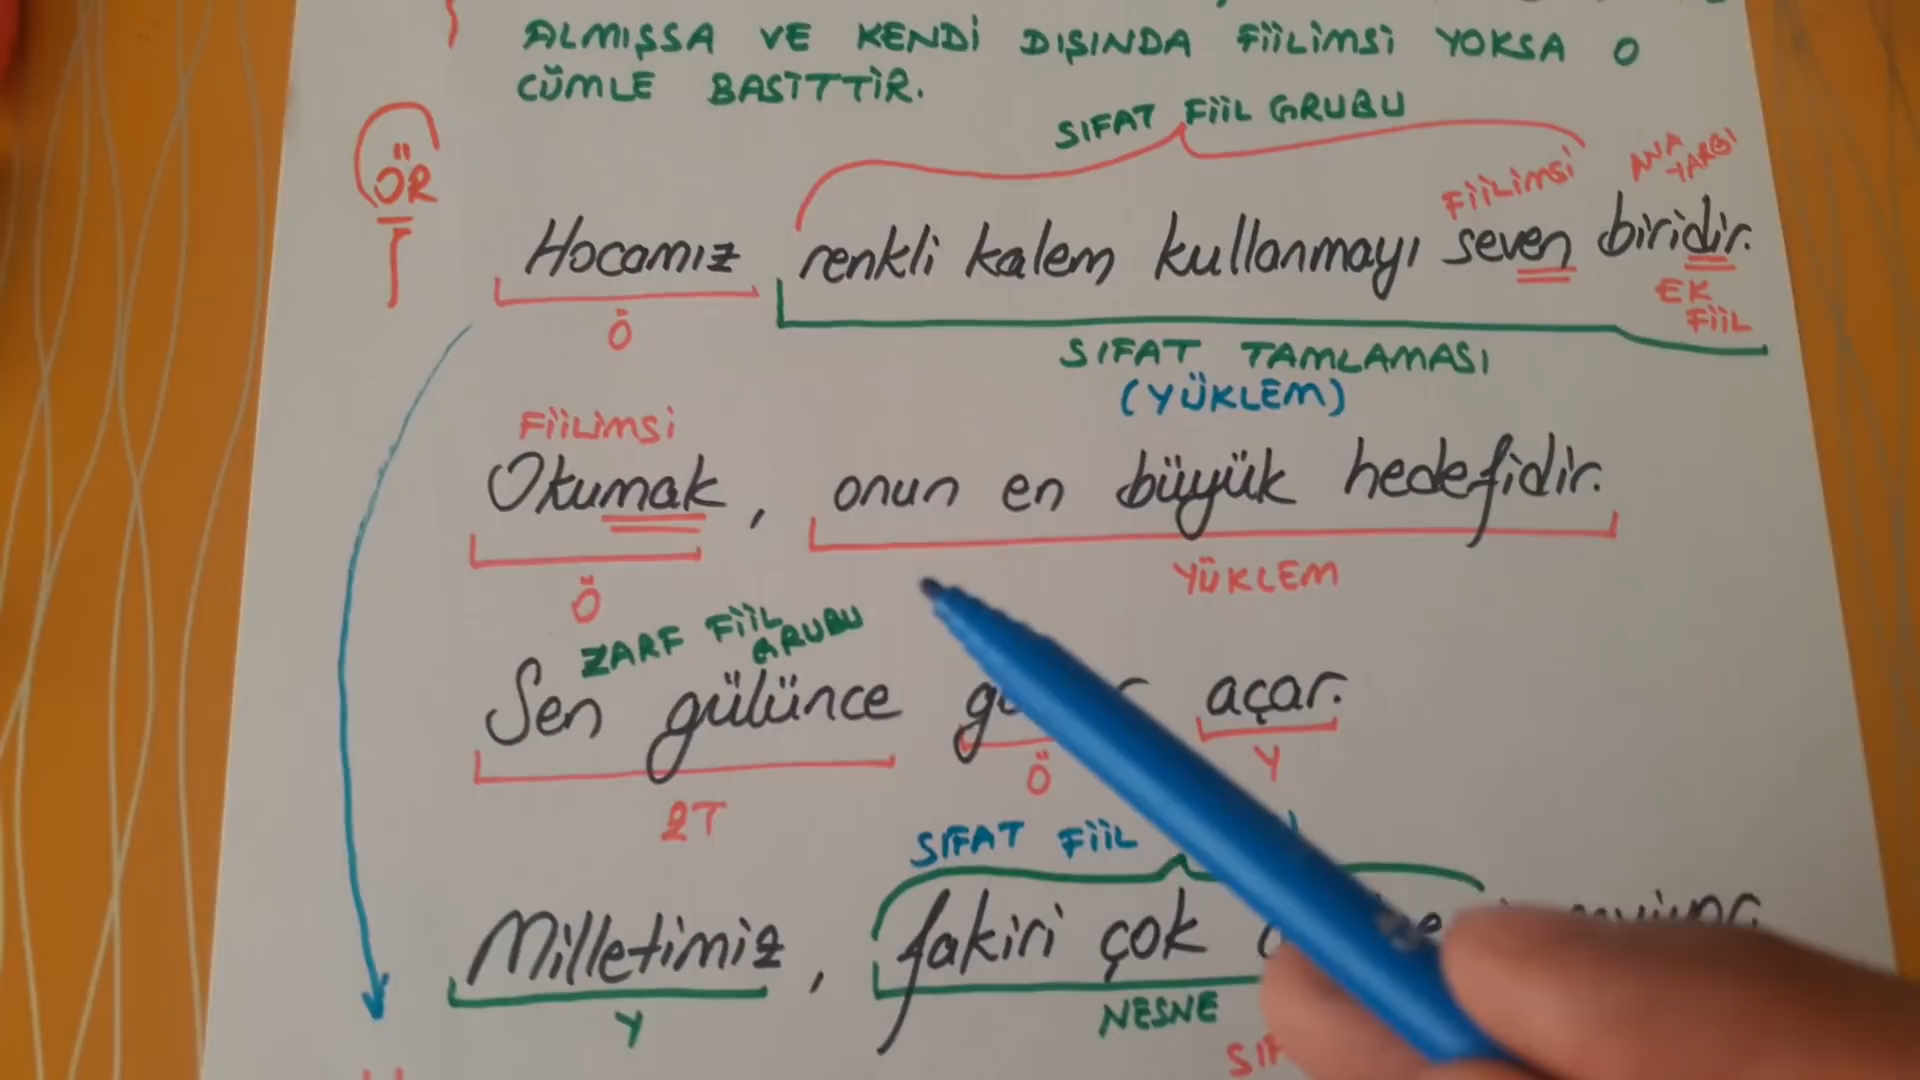 ALMIŞSA VE KENDİ DIŞINDA FİİLİMSİ YOKSA O
CÜMLE BASİTTİR.
SIFAT FİİL GRUBU
ÖR
FİİLİMSİ
ANA
YARGI
Hocamız renkli kalem kullanmayı seven biridir.
Ö
EK
FİİL
SIFAT TAMLAMASI
(YÜKLEM)
FİİLİMSİ
Okumak, onun en büyük hedefidir.
Ö
YÜKLEM
ZARF FİİL
GRUBU
Sen gülünce açar.
ZT
Ö
Y
SIFAT FİİL
Milletimiz, fakiri çok
Y
NESNE